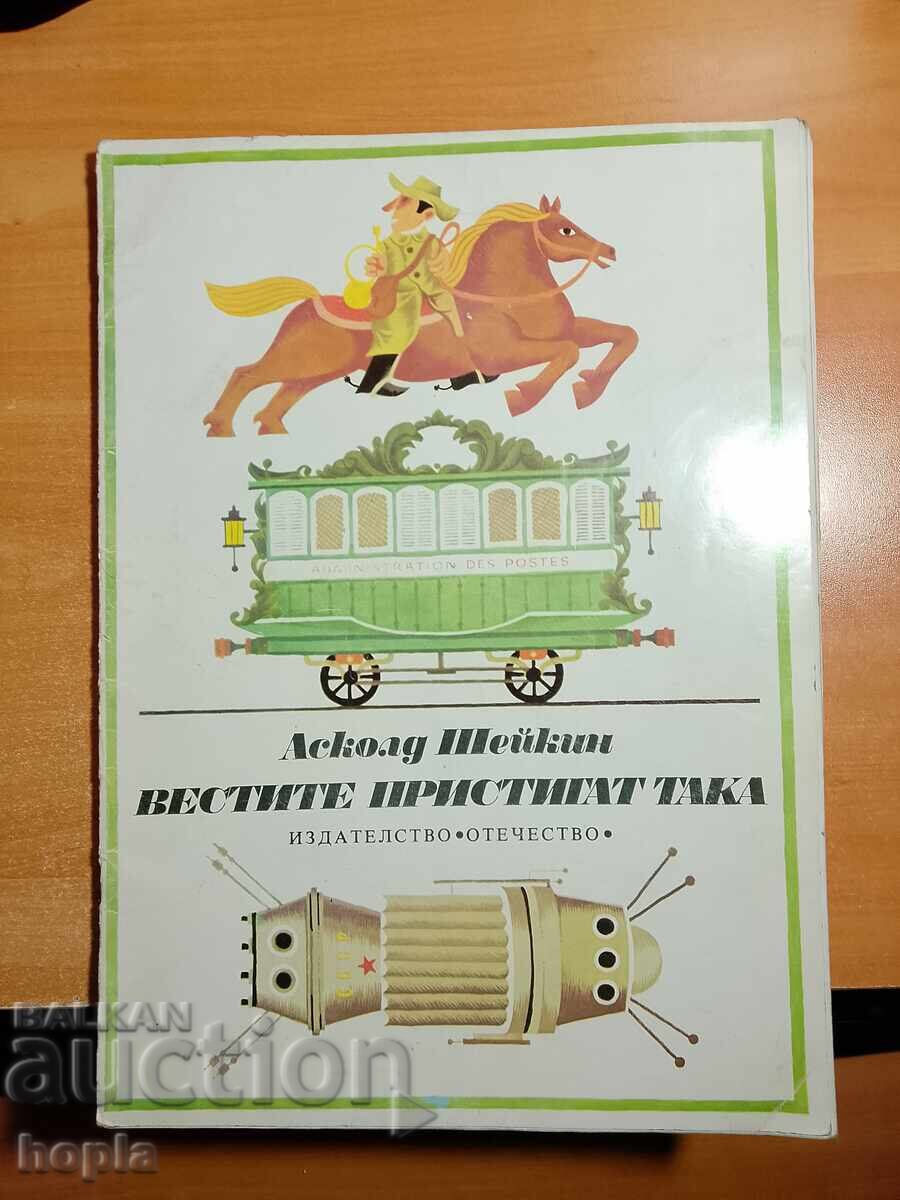 ADMINISTRATION DES POSTES
Асколд Шейкин
ВЕСТИТЕ ПРИСТИГАТ ТАКА
ИЗДАТЕЛСТВО•ОТЕЧЕСТВО•
СССР
BALKAN
auction
hopla